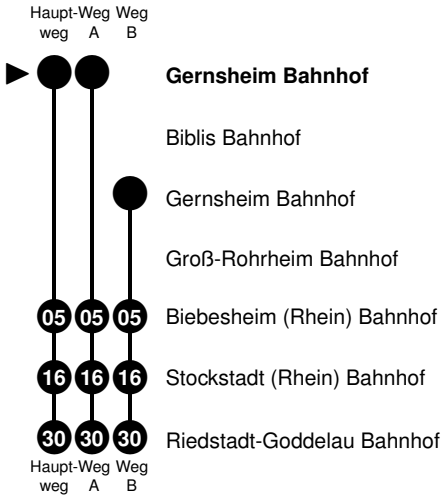 Haupt-Weg Weg
weg A B
Gernsheim Bahnhof
Biblis Bahnhof
Gernsheim Bahnhof
Groß-Rohrheim Bahnhof
05 05 05 Biebesheim (Rhein) Bahnhof
16 16 16 Stockstadt (Rhein) Bahnhof
30 30 30 Riedstadt-Goddelau Bahnhof
Haupt-Weg Weg
weg A B